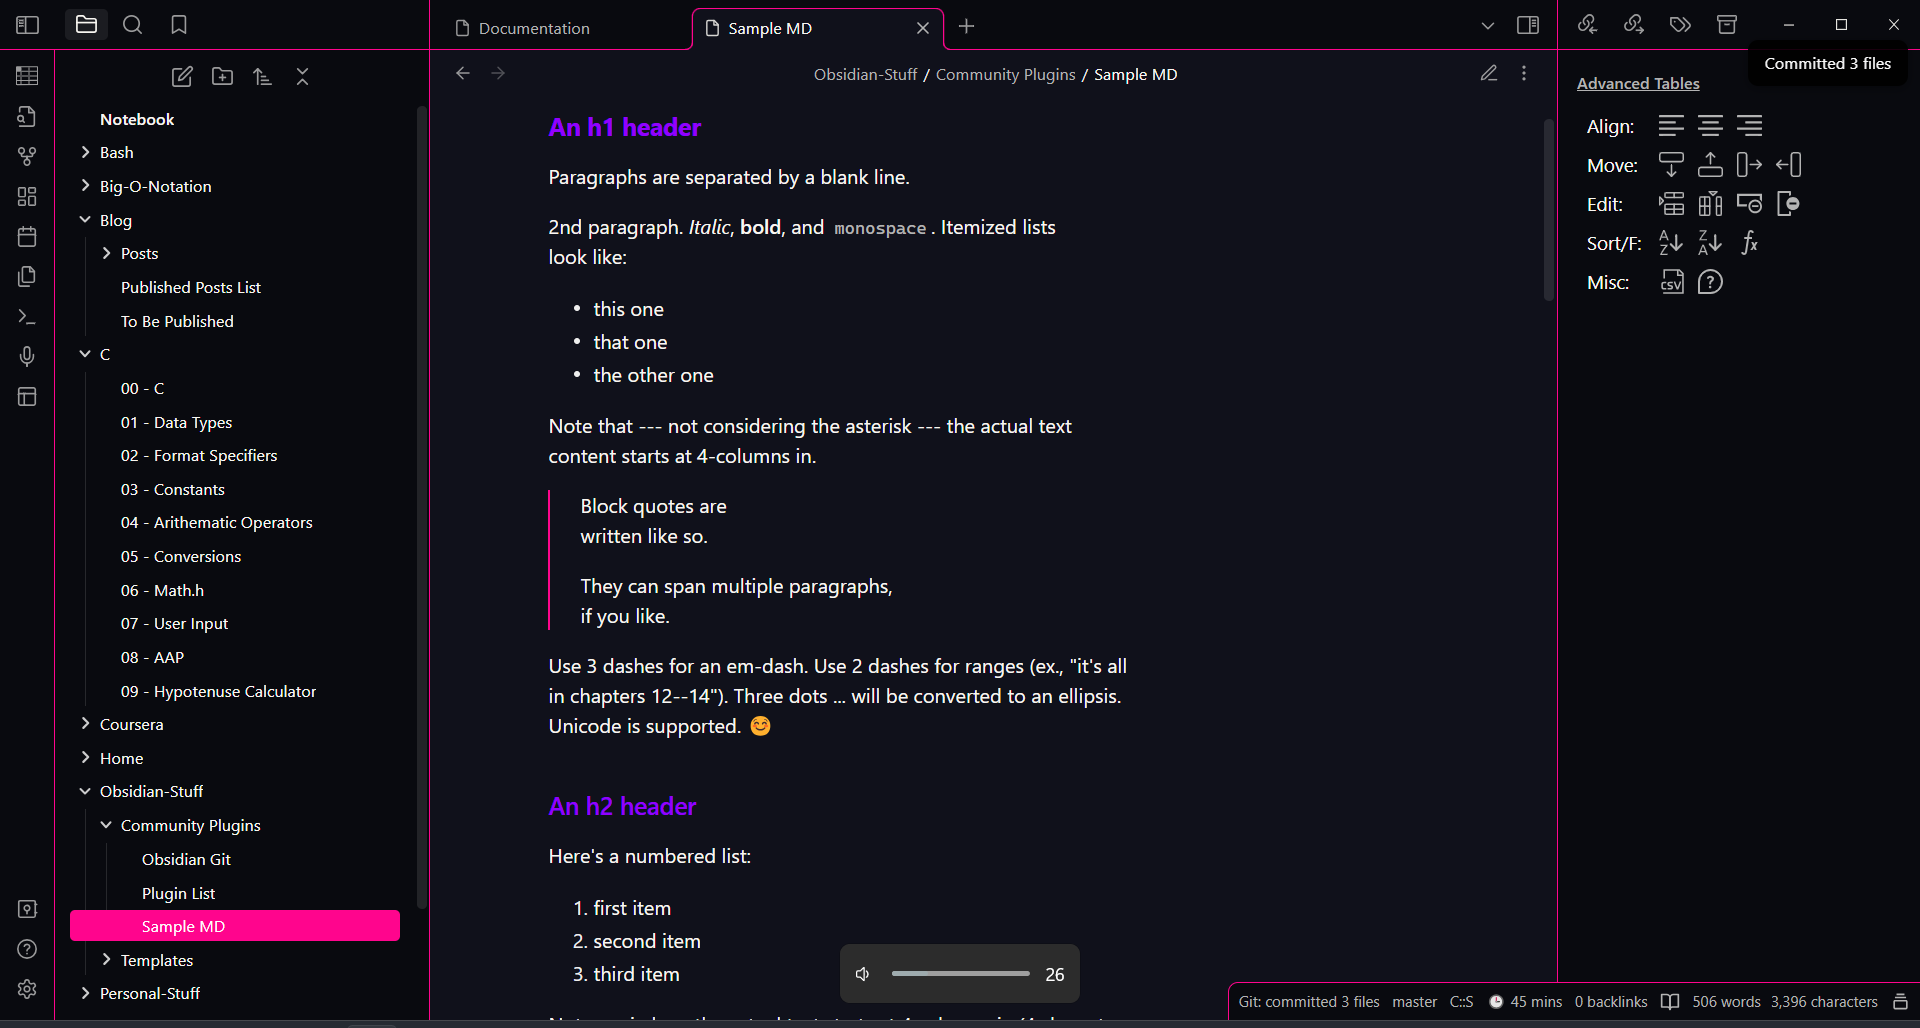 Documentation
Sample MD
Committed 3 files
Obsidian-Stuff / Community Plugins / Sample MD
Notebook
Bash
Big-O-Notation
Blog
Posts
Published Posts List
To Be Published
C
00 - C
01 - Data Types
02 - Format Specifiers
03 - Constants
04 - Arithematic Operators
05 - Conversions
06 - Math.h
07 - User Input
08 - AAP
09 - Hypotenuse Calculator
Coursera
Home
Obsidian-Stuff
Community Plugins
Obsidian Git
Plugin List
Sample MD
Templates
Personal-Stuff
An h1 header
Paragraphs are separated by a blank line.
2nd paragraph. Italic, bold, and monospace. Itemized lists
look like:
• this one
• that one
• the other one
Note that --- not considering the asterisk --- the actual text
content starts at 4-columns in.
Block quotes are
written like so.
They can span multiple paragraphs,
if you like.
Use 3 dashes for an em-dash. Use 2 dashes for ranges (ex., "it's all
in chapters 12--14"). Three dots ... will be converted to an ellipsis.
Unicode is supported. 😊
An h2 header
Here's a numbered list:
1. first item
2. second item
3. third item
26
Advanced Tables
Align:
Move:
Edit:
Sort/F:
Misc:
Git: committed 3 files master C::S 45 mins 0 backlinks 506 words 3,396 characters